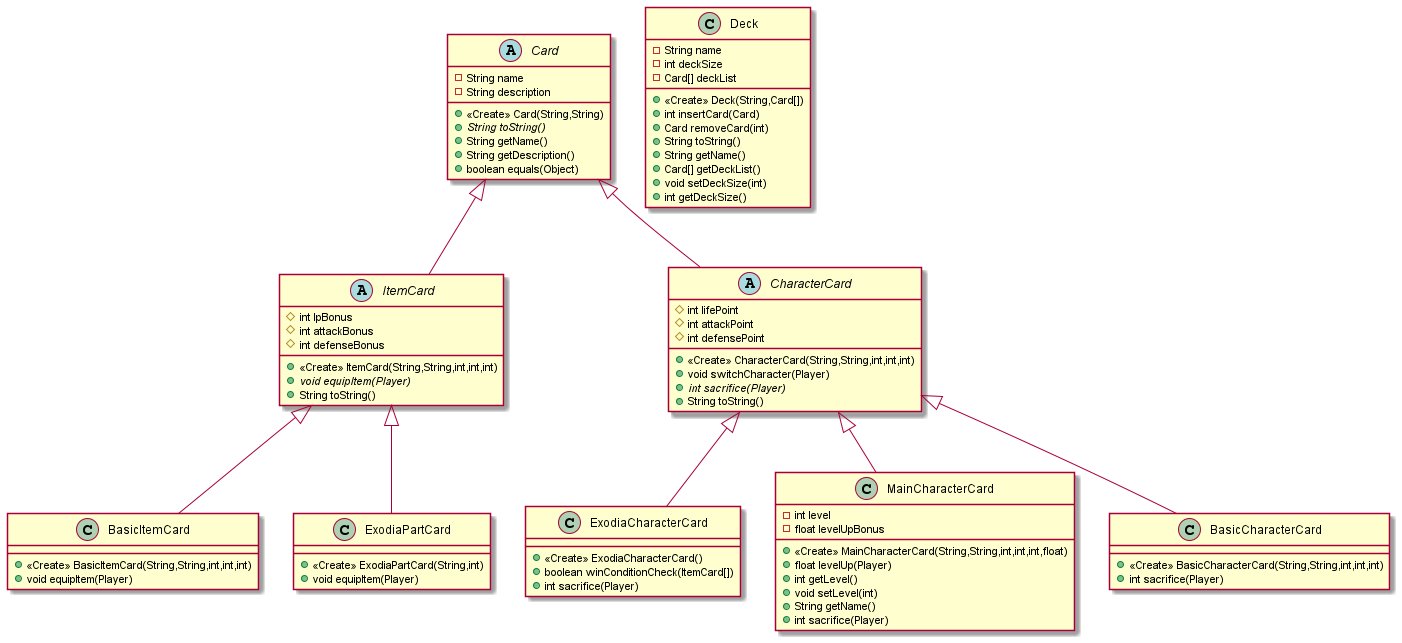 A Card
String name
String description
«Create» Card(String,String)
String toString()
String getName()
String getDescription()
boolean equals(Object)
C Deck
String name
int deckSize
Card[] deckList
«Create» Deck(String,Card[])
int insertCard(Card)
Card removeCard(int)
String toString()
String getName()
Card[] getDeckList()
void setDeckSize(int)
int getDeckSize()
A ItemCard
int lpBonus
int attackBonus
int defenseBonus
«Create» ItemCard(String,String,int,int,int)
void equipItem(Player)
String toString()
A CharacterCard
int lifePoint
int attackPoint
int defensePoint
«Create» CharacterCard(String,String,int,int,int)
void switchCharacter(Player)
int sacrifice(Player)
String toString()
C BasicItemCard
«Create» BasicItemCard(String,String,int,int,int)
void equipItem(Player)
C ExodiaPartCard
«Create» ExodiaPartCard(String,int)
void equipItem(Player)
C ExodiaCharacterCard
«Create» ExodiaCharacterCard()
boolean winConditionCheck(ItemCard[])
int sacrifice(Player)
C MainCharacterCard
int level
float levelUpBonus
«Create» MainCharacterCard(String,String,int,int,int,float)
float levelUp(Player)
int getLevel()
void setLevel(int)
String getName()
int sacrifice(Player)
C BasicCharacterCard
«Create» BasicCharacterCard(String,String,int,int,int)
int sacrifice(Player)